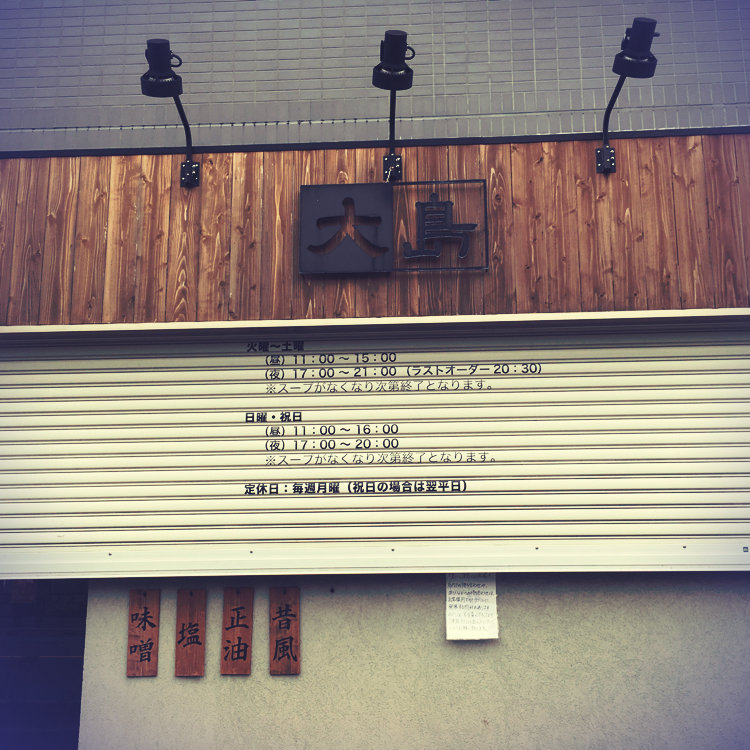 大島
火曜～土曜
（昼）11：00 ～ 15：00
（夜）17：00 ～ 21：00 （ラストオーダー 20：30）
※スープがなくなり次第終了となります。
日曜・祝日
（昼）11：00 ～ 16：00
（夜）17：00 ～ 20：00
※スープがなくなり次第終了となります。
定休日：毎週月曜（祝日の場合は翌平日）
味噌
塩
正油
昔風